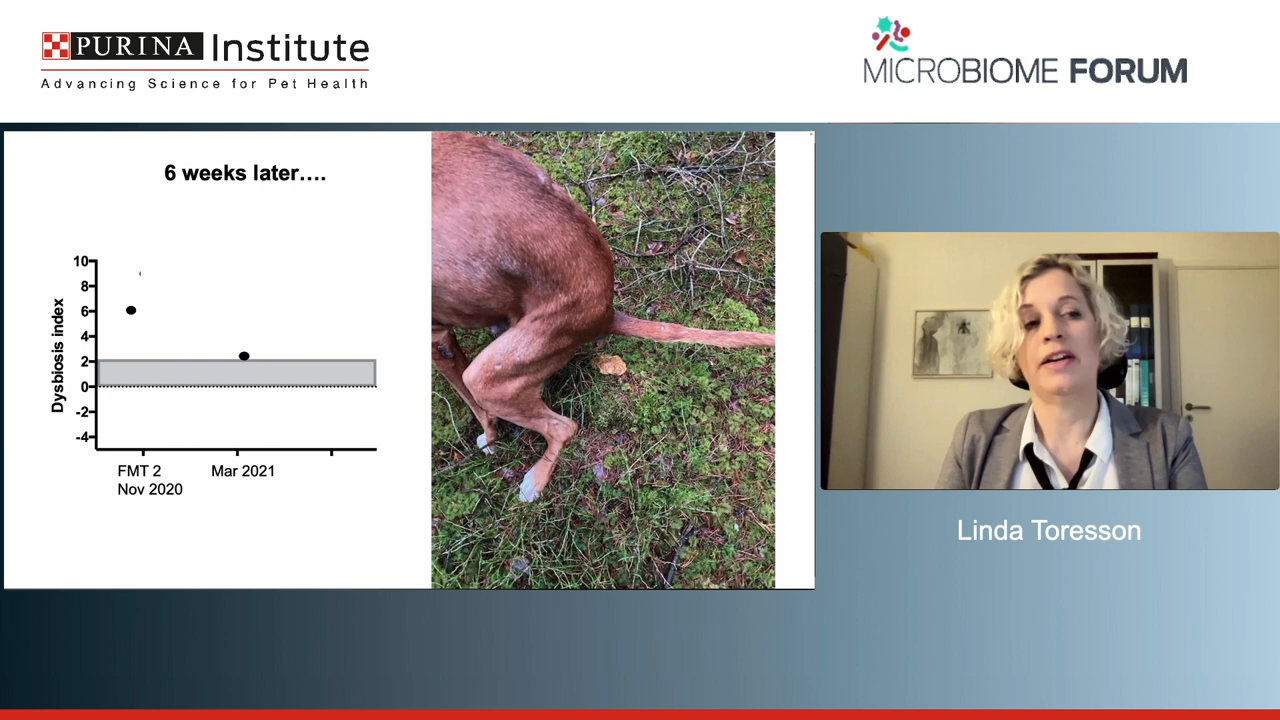 PURINA Institute
Advancing Science for Pet Health
MICROBIOME FORUM
6 weeks later....
Dysbiosis index
10
8
6
4
2
0
-2
-4
FMT 2
Nov 2020
Mar 2021
Linda Toresson